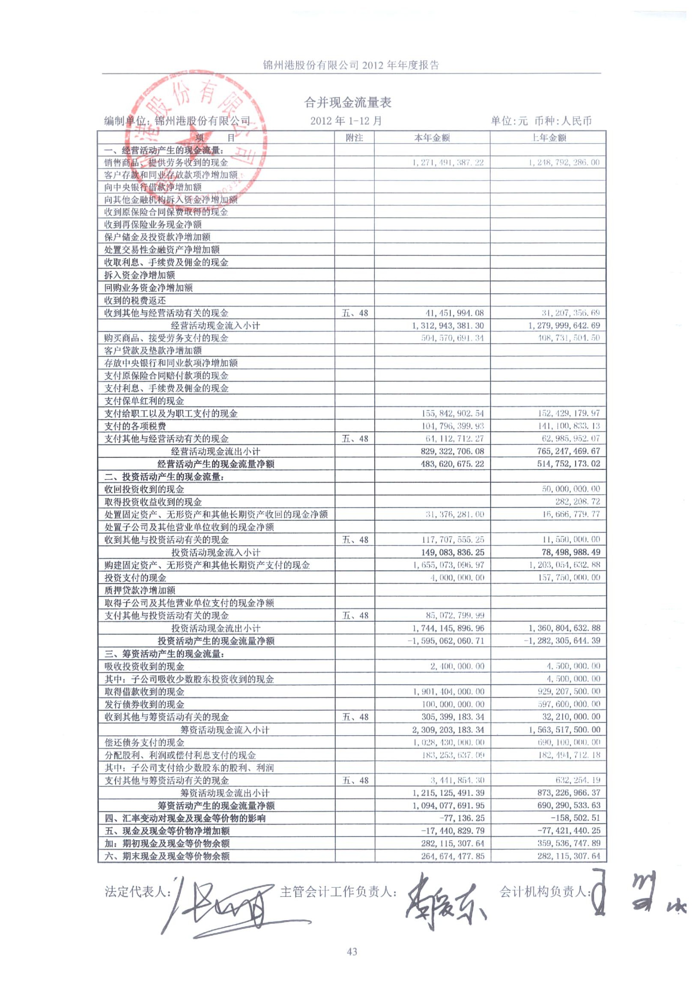 锦州港股份有限公司 2012 年年度报告
合并现金流量表
编制单位：锦州港股份有限公司 2012 年 1-12 月 单位:元 币种:人民币
项 目 附注 本年金额 上年金额
一、经营活动产生的现金流量：
销售商品、提供劳务收到的现金 1,271,491,387.22 1,248,792,286.00
客户存款和同业存放款项净增加额
向中央银行借款净增加额
向其他金融机构拆入资金净增加额
收到原保险合同保费取得的现金
收到再保险业务现金净额
保户储金及投资款净增加额
处置交易性金融资产净增加额
收取利息、手续费及佣金的现金
拆入资金净增加额
回购业务资金净增加额
收到的税费返还
收到其他与经营活动有关的现金 五、48 41,451,994.08 31,207,356.69
经营活动现金流入小计 1,312,943,381.30 1,279,999,642.69
购买商品、接受劳务支付的现金 504,570,691.34 408,731,504.50
客户贷款及垫款净增加额
存放中央银行和同业款项净增加额
支付原保险合同赔付款项的现金
支付利息、手续费及佣金的现金
支付保单红利的现金
支付给职工以及为职工支付的现金 155,842,902.54 152,429,179.97
支付的各项税费 104,796,399.93 141,100,833.13
支付其他与经营活动有关的现金 五、48 64,112,712.27 62,985,952.07
经营活动现金流出小计 829,322,706.08 765,247,469.67
经营活动产生的现金流量净额 483,620,675.22 514,752,173.02
二、投资活动产生的现金流量：
收回投资收到的现金 50,000,000.00
取得投资收益收到的现金 282,208.72
处置固定资产、无形资产和其他长期资产收回的现金净额 31,376,281.00 16,666,779.77
处置子公司及其他营业单位收到的现金净额
收到其他与投资活动有关的现金 五、48 117,707,555.25 11,550,000.00
投资活动现金流入小计 149,083,836.25 78,498,988.49
购建固定资产、无形资产和其他长期资产支付的现金 1,655,073,096.97 1,203,054,632.88
投资支付的现金 4,000,000.00 157,750,000.00
质押贷款净增加额
取得子公司及其他营业单位支付的现金净额
支付其他与投资活动有关的现金 五、48 85,072,799.99
投资活动现金流出小计 1,744,145,896.96 1,360,804,632.88
投资活动产生的现金流量净额 -1,595,062,060.71 -1,282,305,644.39
三、筹资活动产生的现金流量：
吸收投资收到的现金 2,400,000.00 4,500,000.00
其中：子公司吸收少数股东投资收到的现金 4,500,000.00
取得借款收到的现金 1,901,404,000.00 929,207,500.00
发行债券收到的现金 100,000,000.00 597,600,000.00
收到其他与筹资活动有关的现金 五、48 305,399,183.34 32,210,000.00
筹资活动现金流入小计 2,309,203,183.34 1,563,517,500.00
偿还债务支付的现金 1,028,430,000.00 690,100,000.00
分配股利、利润或偿付利息支付的现金 183,253,637.09 182,494,712.18
其中：子公司支付给少数股东的股利、利润
支付其他与筹资活动有关的现金 五、48 3,441,854.30 632,254.19
筹资活动现金流出小计 1,215,125,491.39 873,226,966.37
筹资活动产生的现金流量净额 1,094,077,691.95 690,290,533.63
四、汇率变动对现金及现金等价物的影响 -77,136.25 -158,502.51
五、现金及现金等价物净增加额 -17,440,829.79 -77,421,440.25
加：期初现金及现金等价物余额 282,115,307.64 359,536,747.89
六、期末现金及现金等价物余额 264,674,477.85 282,115,307.64
法定代表人： 主管会计工作负责人： 会计机构负责人：
43